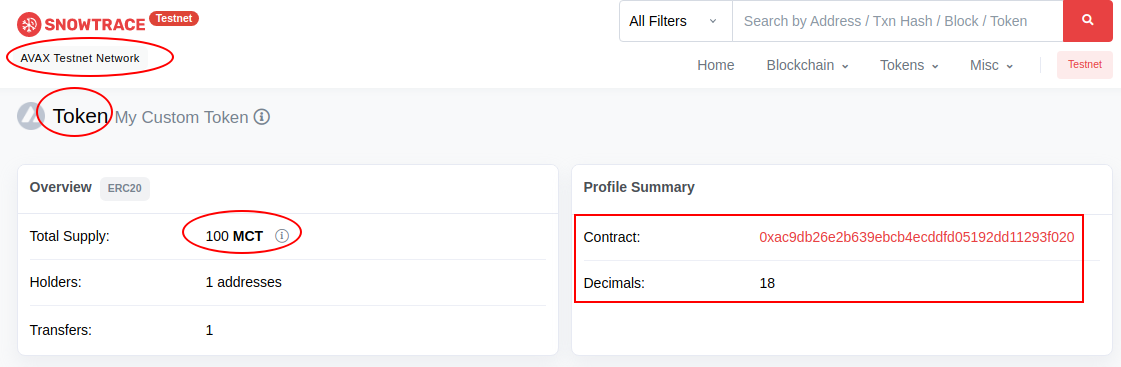 SNOWTRACE Testnet
All Filters Search by Address / Txn Hash / Block / Token
AVAX Testnet Network
Home Blockchain Tokens Misc Testnet
Token My Custom Token
Overview ERC20
Total Supply: 100 MCT
Holders: 1 addresses
Transfers: 1
Profile Summary
Contract: 0xac9db26e2b639ebcb4ecddfd05192dd11293f020
Decimals: 18